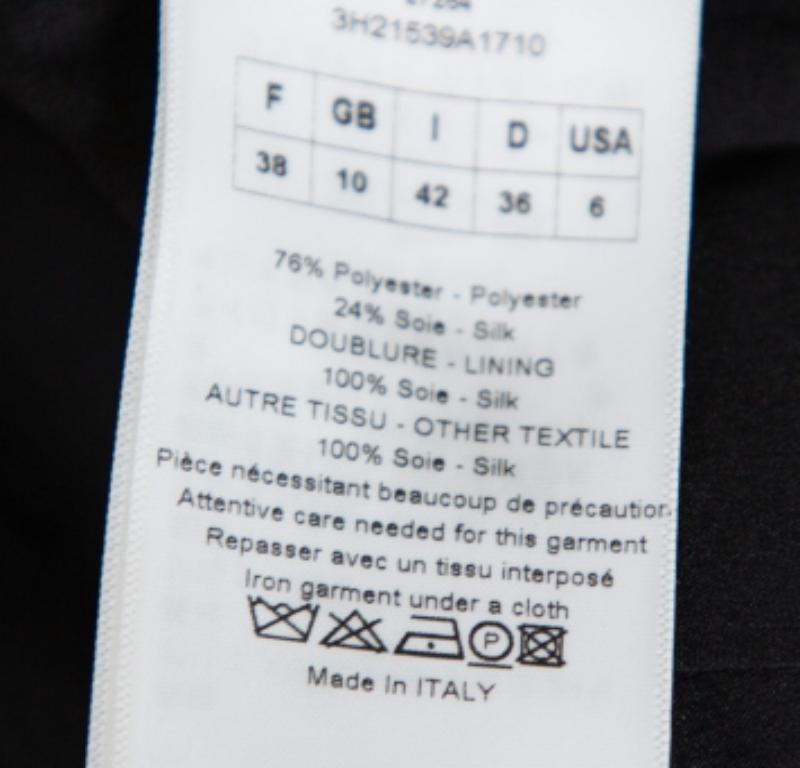 3H21539A1710
F GB I D USA
38 10 42 36 6
76% Polyester - Polyester
24% Soie - Silk
DOUBLURE - LINING
100% Soie - Silk
AUTRE TISSU - OTHER TEXTILE
100% Soie - Silk
Pièce nécessitant beaucoup de précaution
Attentive care needed for this garment
Repasser avec un tissu interposé
Iron garment under a cloth
P
Made In ITALY